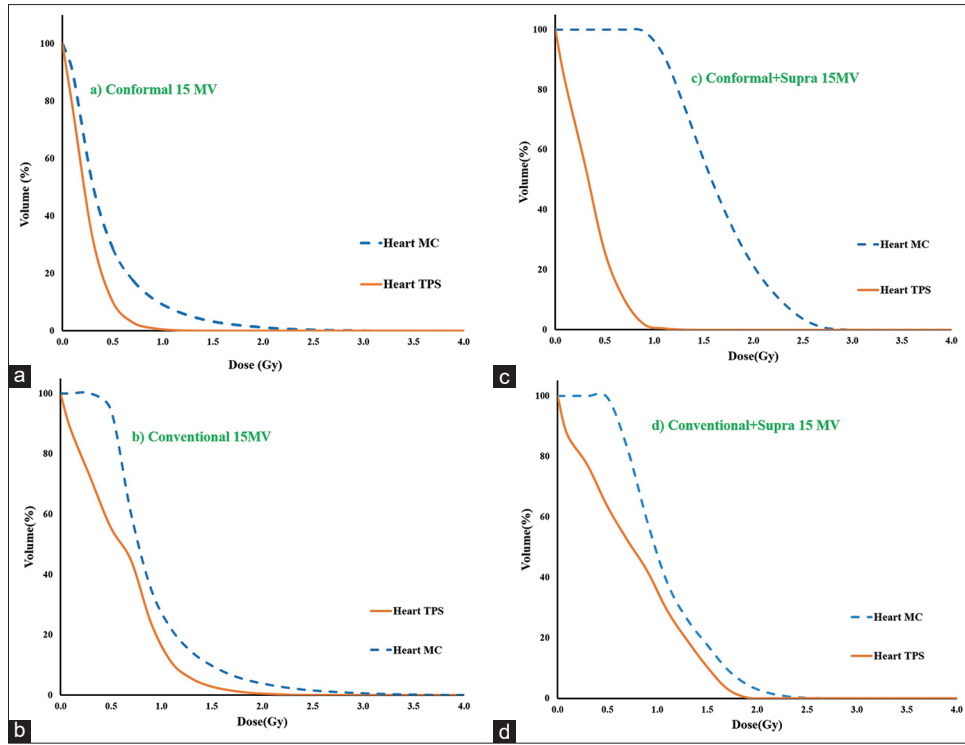 100
80
60
40
20
0
Volume (%)
a) Conformal 15 MV
Heart MC
Heart TPS
0.0 0.5 1.0 1.5 2.0 2.5 3.0 3.5 4.0
Dose (Gy)
a
100
80
60
40
20
0
Volume(%)
c) Conformal+Supra 15MV
Heart MC
Heart TPS
0.0 0.5 1.0 1.5 2.0 2.5 3.0 3.5 4.0
Dose(Gy)
c
100
80
60
40
20
0
Volume(%)
b) Conventional 15MV
Heart TPS
Heart MC
0.0 0.5 1.0 1.5 2.0 2.5 3.0 3.5 4.0
Dose(Gy)
b
100
80
60
40
20
0
Volume(%)
d) Conventional+Supra 15 MV
Heart MC
Heart TPS
0.0 0.5 1.0 1.5 2.0 2.5 3.0 3.5 4.0
Dose(Gy)
d